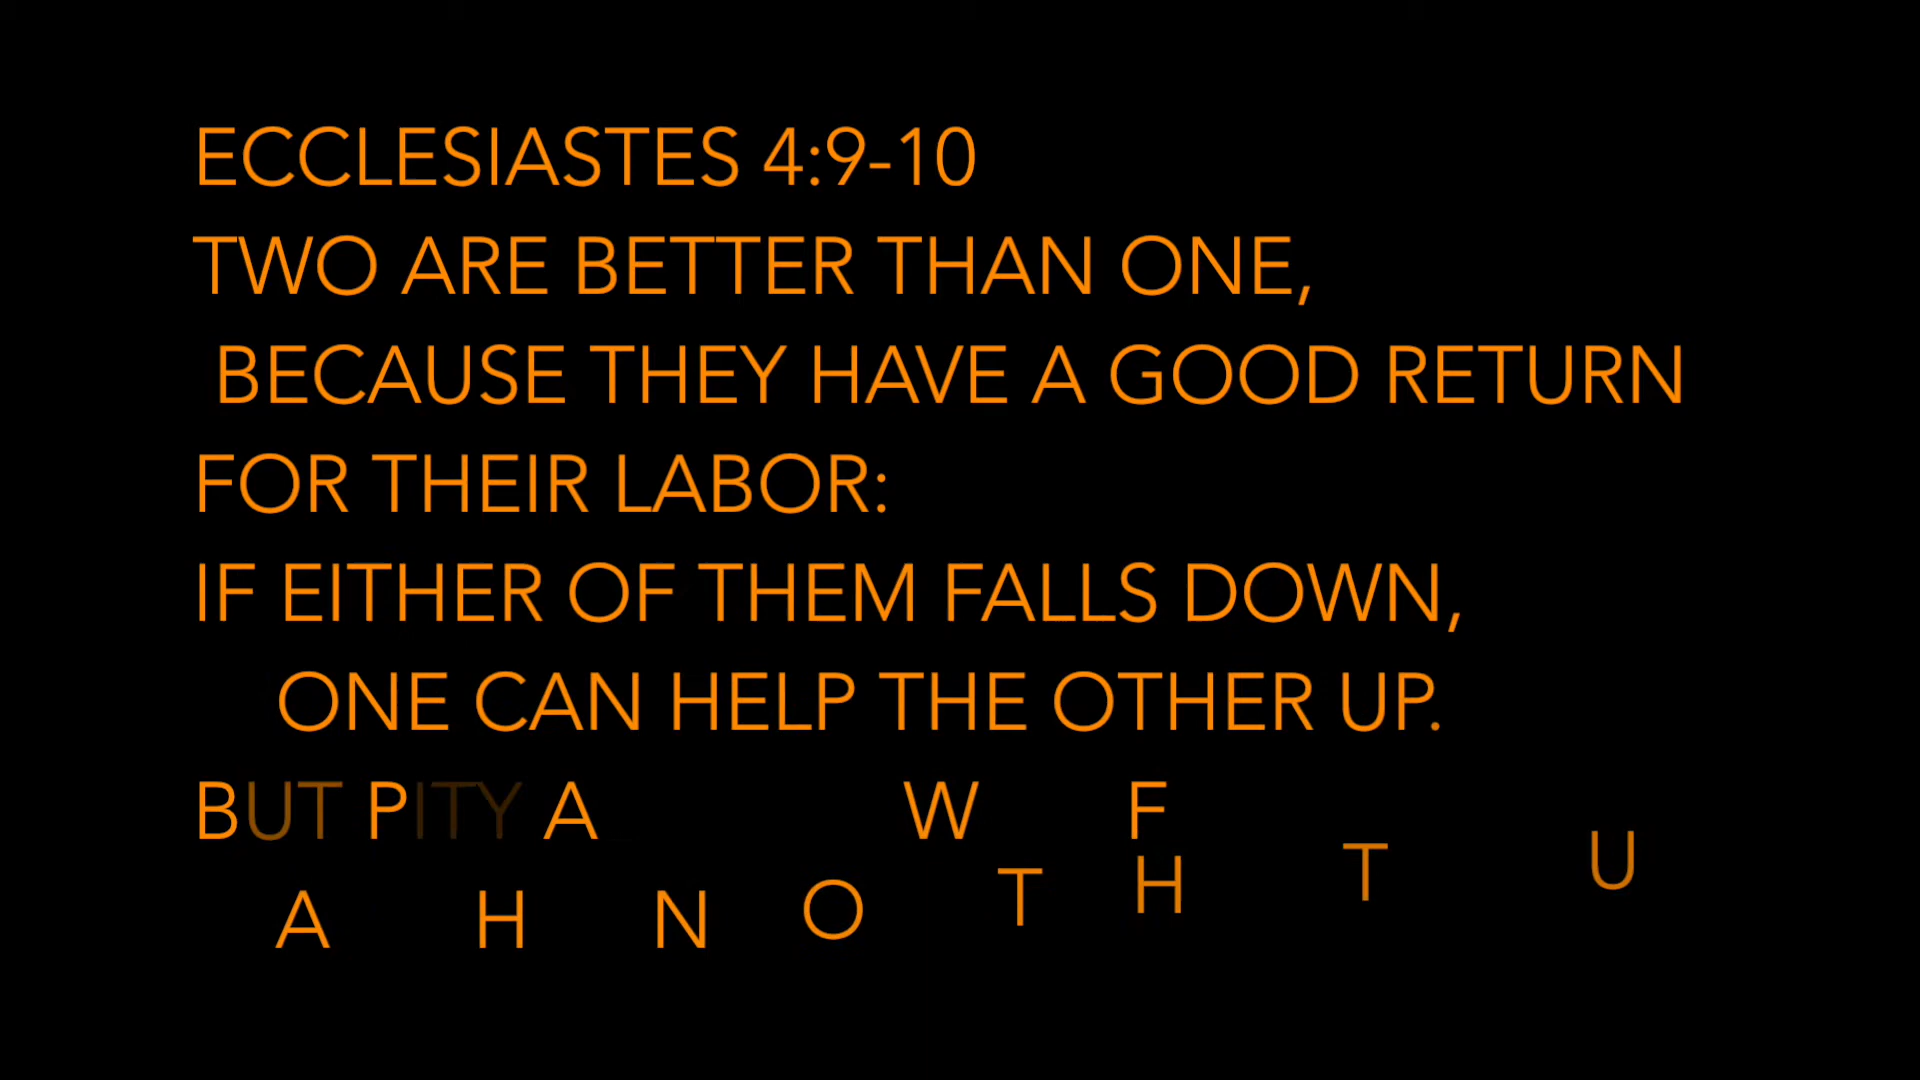 ECCLESIASTES 4:9-10
TWO ARE BETTER THAN ONE,
BECAUSE THEY HAVE A GOOD RETURN
FOR THEIR LABOR:
IF EITHER OF THEM FALLS DOWN,
ONE CAN HELP THE OTHER UP.
BUT PITY A W F
A H N O T H T U